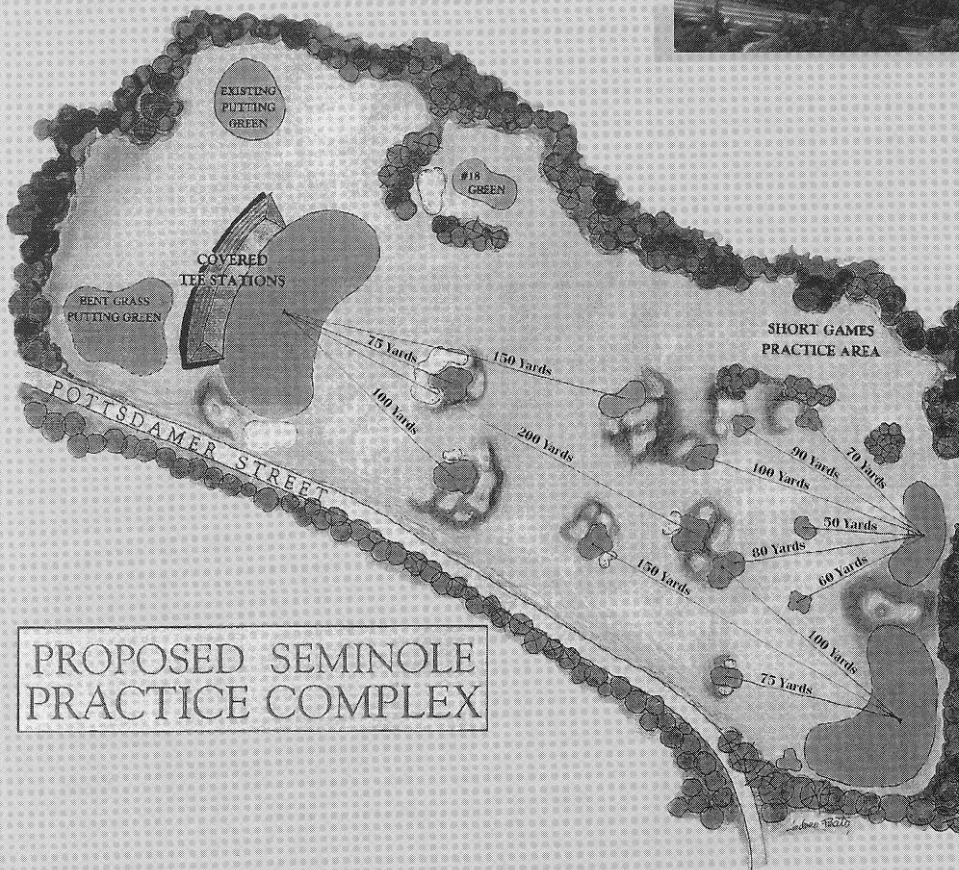 EXISTING
PUTTING
GREEN
#18
GREEN
COVERED
TEE STATIONS
BENT GRASS
PUTTING GREEN
SHORT GAMES
PRACTICE AREA
75 Yards
150 Yards
100 Yards
200 Yards
90 Yards
70 Yards
100 Yards
50 Yards
80 Yards
60 Yards
150 Yards
100 Yards
75 Yards
POTTSDAMER STREET
PROPOSED SEMINOLE
PRACTICE COMPLEX